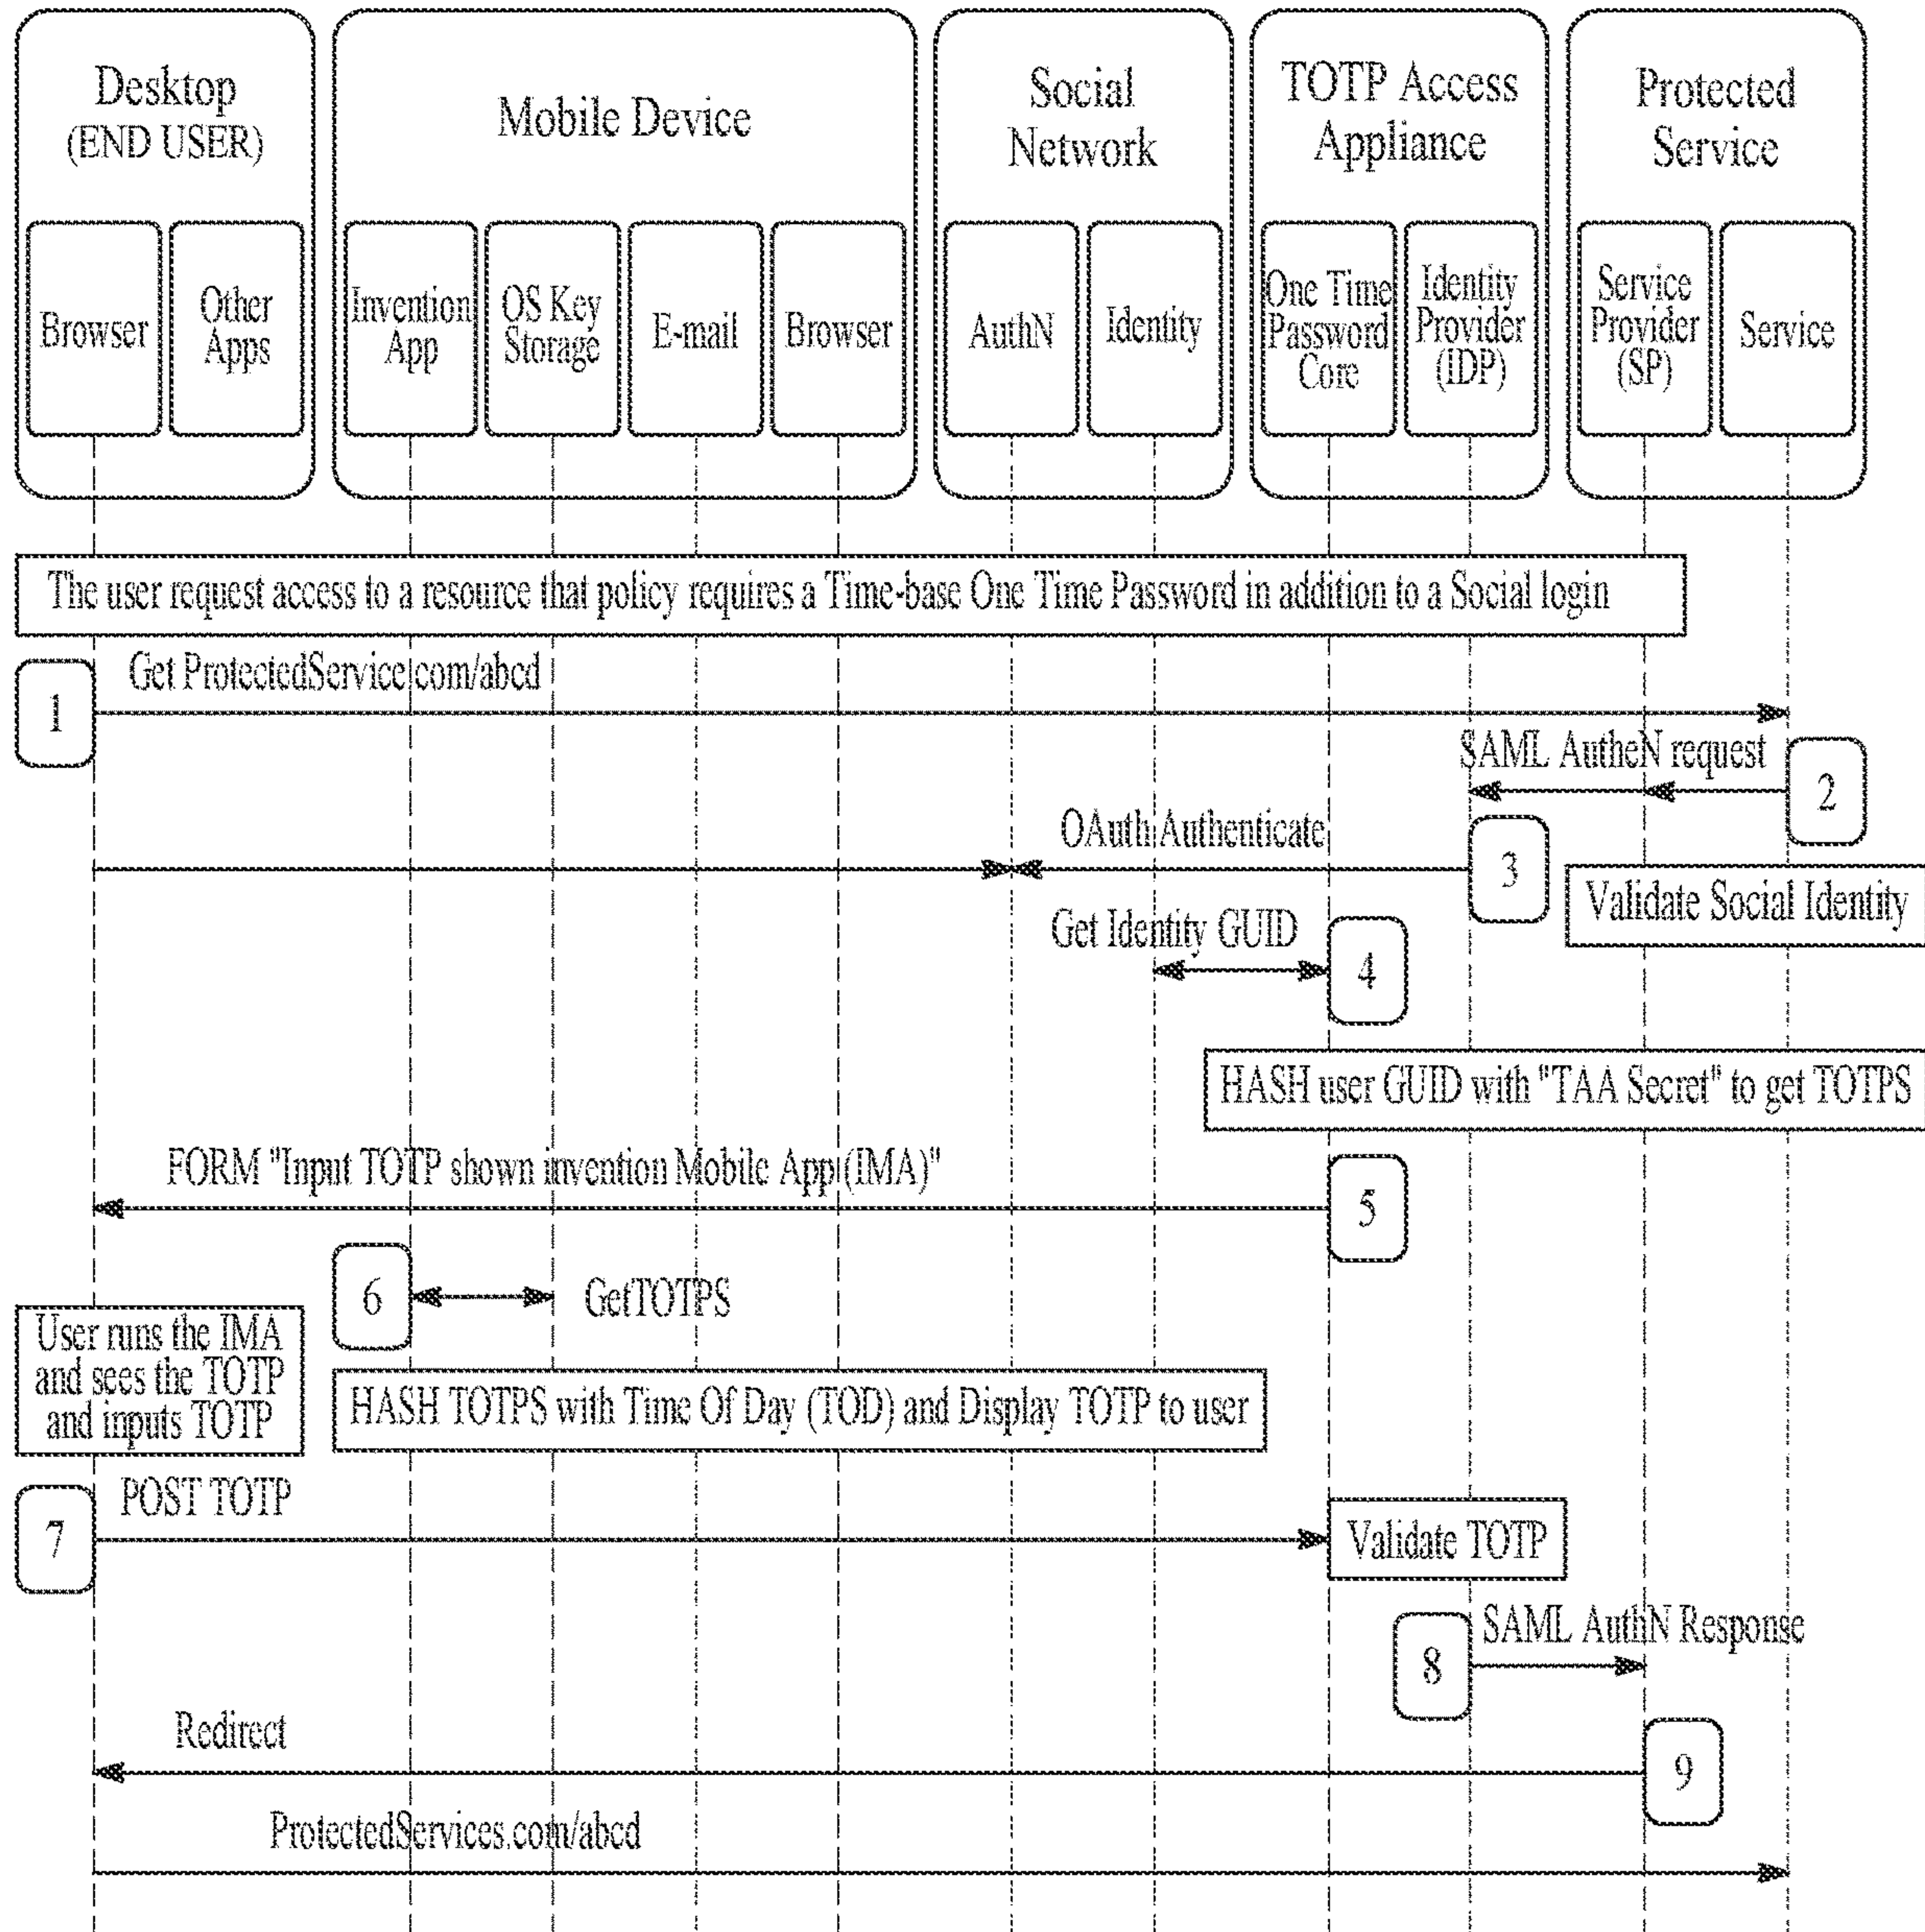 Desktop
(END USER)
Mobile Device
Social
Network
TOTP Access
Appliance
Protected
Service
Browser
Other
Apps
Invention
App
OS Key
Storage
E-mail
Browser
AuthN
Identity
One Time
Password
Core
Identity
Provider
(IDP)
Service
Provider
(SP)
Service
The user request access to a resource that policy requires a Time-base One Time Password in addition to a Social login
1
Get ProtectedService.com/abcd
SAML AutheN request
2
OAuth Authenticate
3
Validate Social Identity
Get Identity GUID
4
HASH user GUID with "TAA Secret" to get TOTPS
FORM "Input TOTP shown invention Mobile App (IMA)"
5
6
GetTOTPS
User runs the IMA
and sees the TOTP
and inputs TOTP
HASH TOTPS with Time Of Day (TOD) and Display TOTP to user
7
POST TOTP
Validate TOTP
8
SAML AuthN Response
Redirect
9
ProtectedServices.com/abcd